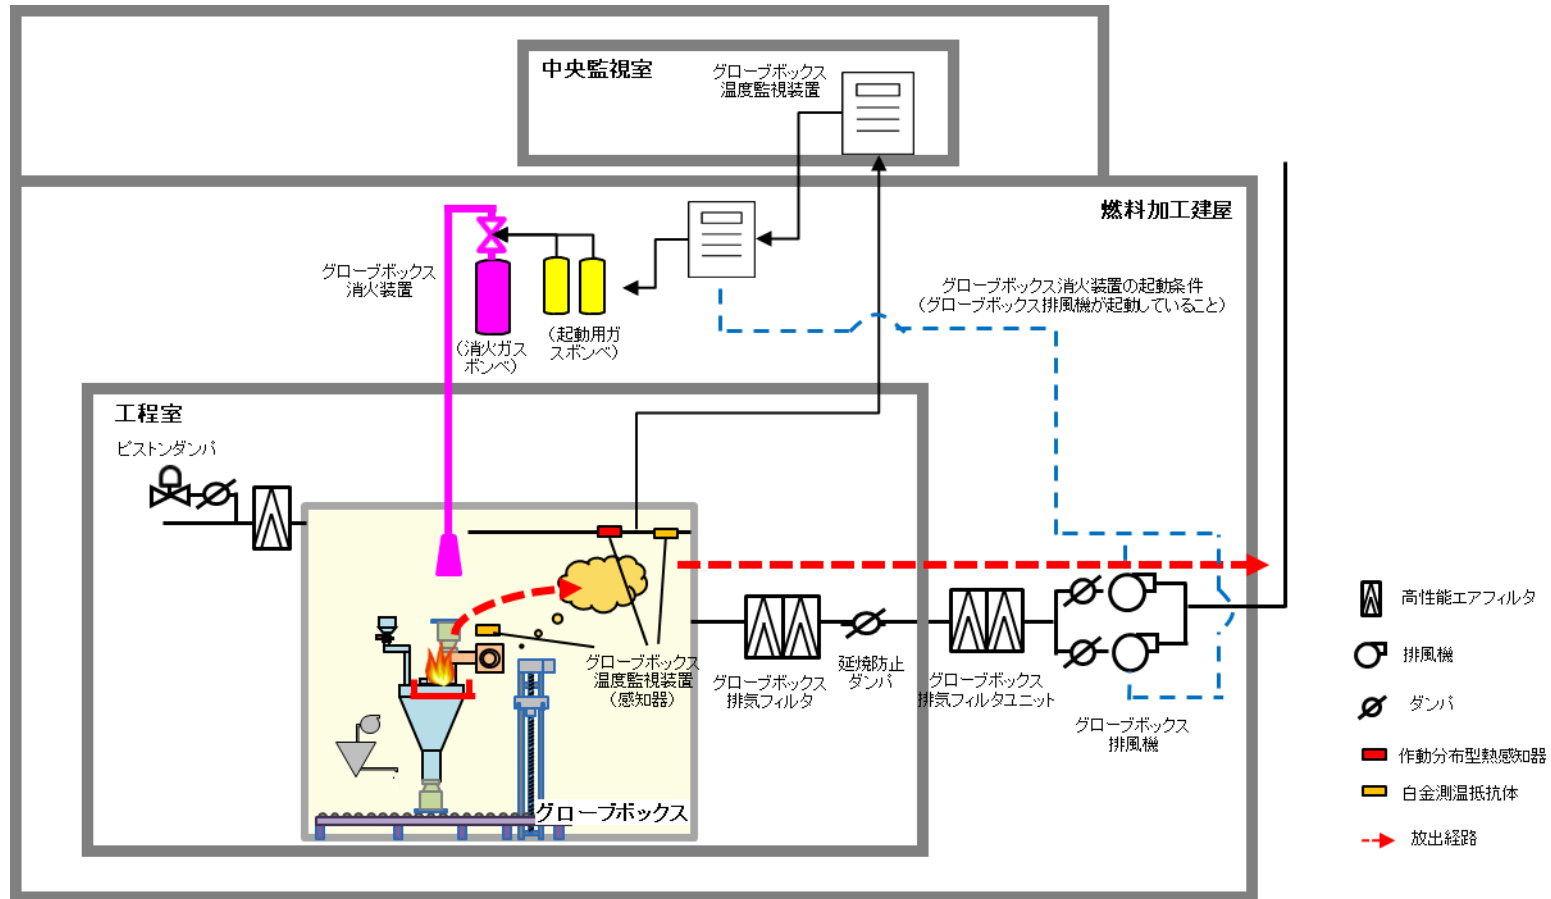 中央監視室
グローブボックス
温度監視装置
燃料加工建屋
グローブボックス
消火装置
(消火ガス
ボンベ)
(起動用ガ
スボンベ)
グローブボックス消火装置の起動条件
(グローブボックス排風機が起動していること)
工程室
ピストンダンパ
グローブボックス
温度監視装置
(感知器)
グローブボックス
グローブボックス
排気フィルタ
延焼防止
ダンパ
グローブボックス
排気フィルタユニット
グローブボックス
排風機
高性能エアフィルタ
排風機
ダンパ
作動分布型熱感知器
白金測温抵抗体
放出経路